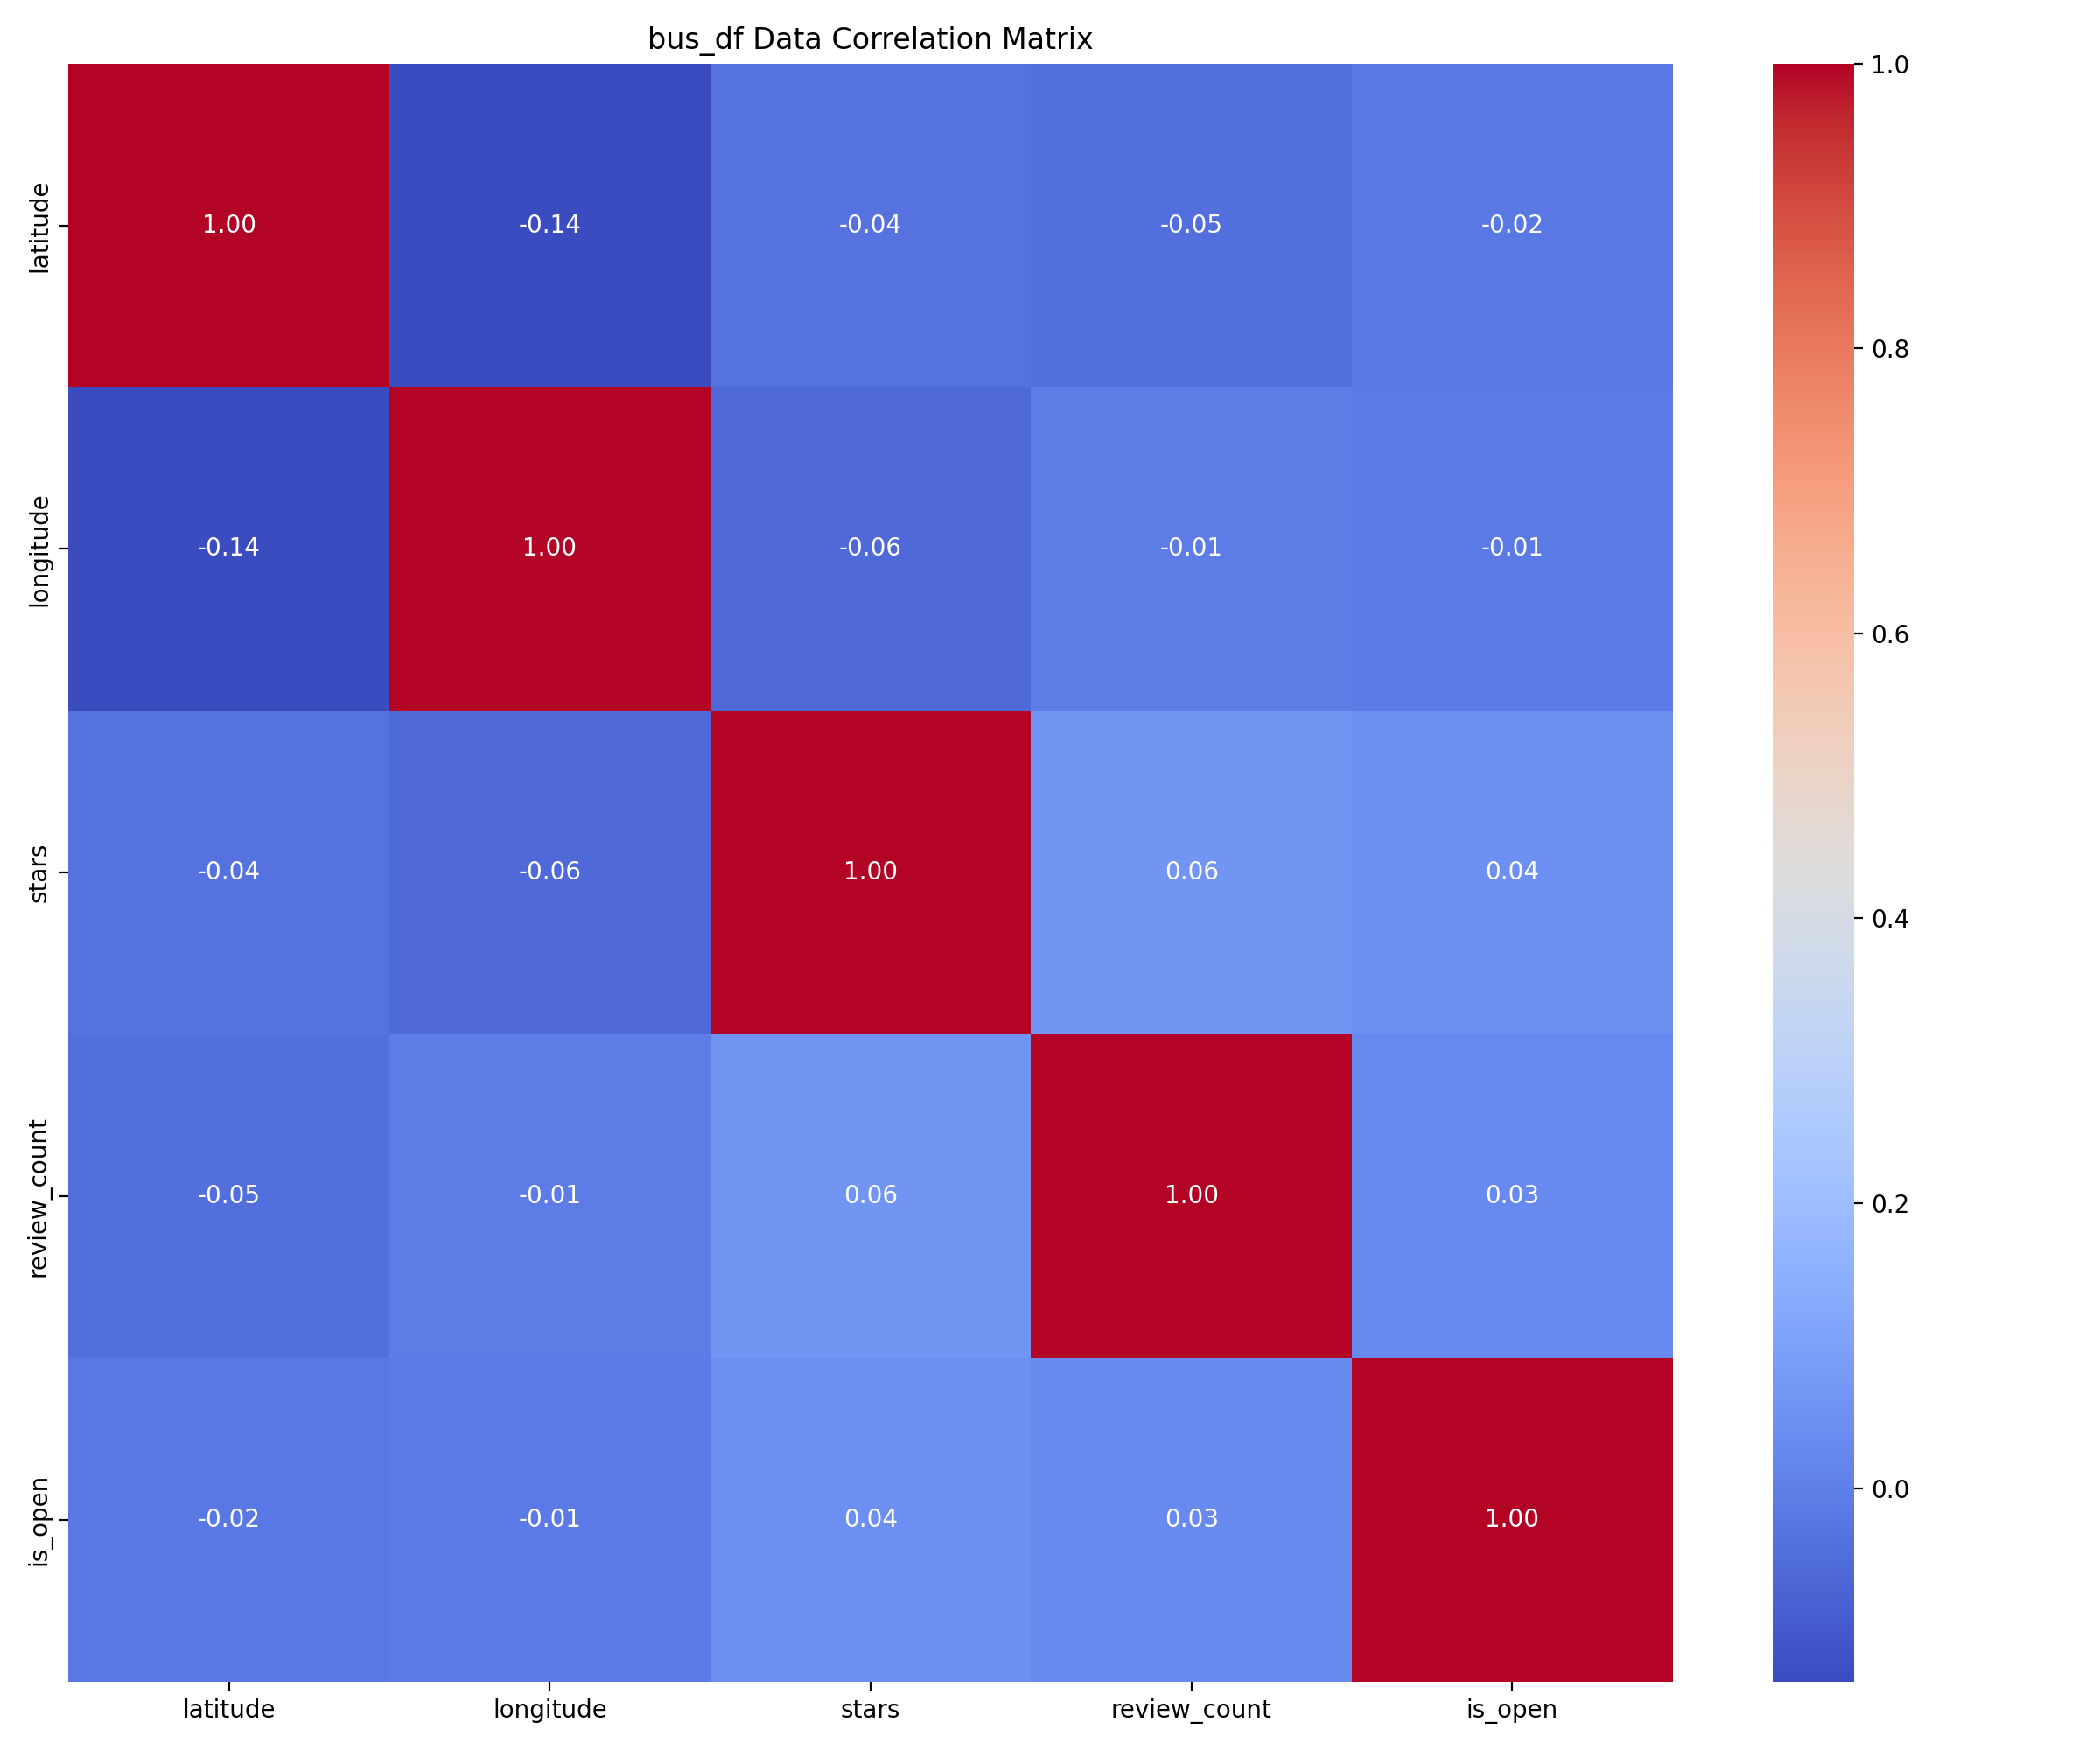 bus_df Data Correlation Matrix
latitude 1.00 -0.14 -0.04 -0.05 -0.02
longitude -0.14 1.00 -0.06 -0.01 -0.01
stars -0.04 -0.06 1.00 0.06 0.04
review_count -0.05 -0.01 0.06 1.00 0.03
is_open -0.02 -0.01 0.04 0.03 1.00
latitude longitude stars review_count is_open
1.0
0.8
0.6
0.4
0.2
0.0